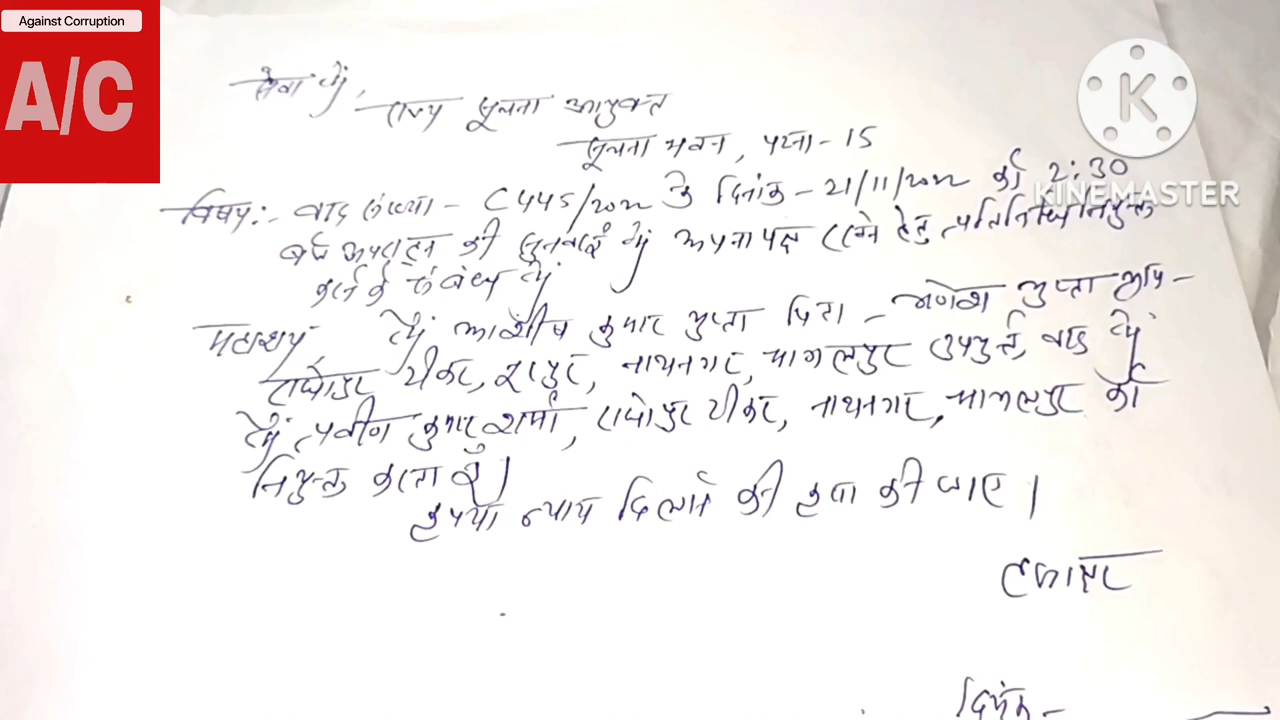 Against Corruption
A/C
K
KINEMASTER
सेवा में,
राज्य सूचना आयुक्त
सूचना भवन, पटना-15
विषय:- वाद संख्या - C445/2022 के दिनांक-21/11/2022 को 2:30
बजे अपराह्न की सुनवाई में अपना पक्ष रखने हेतु प्रतिनिधि नियुक्त
करने के संबंध में
महाशय, मैं आशीष कुमार गुप्ता पिता - गणेश गुप्ता ग्राम-
राघोपुर टीकर, नाथनगर, भागलपुर उपर्युक्त वाद में
मैं प्रवीण कुमार शर्मा, राघोपुर टीकर, नाथनगर, भागलपुर को
नियुक्त करता हूँ।
कृपया न्याय दिलाने की कृपा की जाए।
हस्ताक्षर
दिनांक-